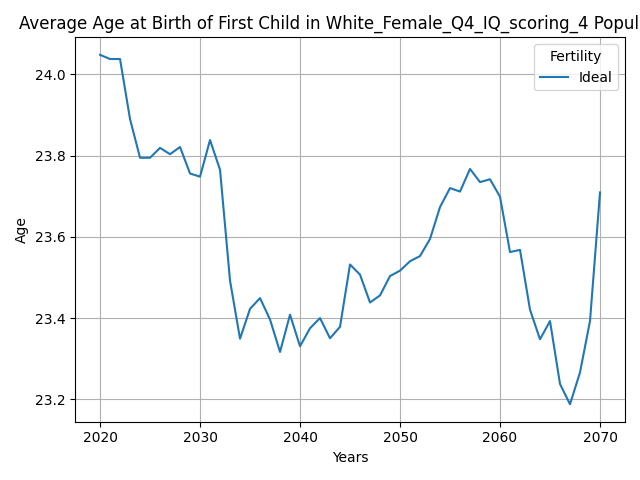 Average Age at Birth of First Child in White_Female_Q4_IQ_scoring_4 Popul
Fertility
Ideal
24.0
23.8
23.6
23.4
23.2
Age
2020 2030 2040 2050 2060 2070
Years